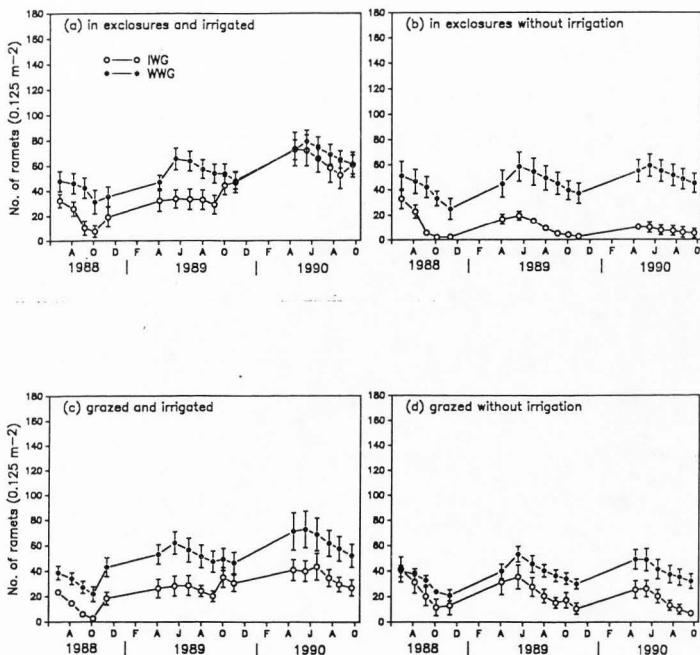 No. of ramets (0.125 m-2)
180
160
140
120
100
80
60
40
20
0
(a) in exclosures and irrigated
IWG
WWG
A O D F A J A O D F A J A O
1988 | 1989 | 1990
180
160
140
120
100
80
60
40
20
0
(b) in exclosures without irrigation
A O D F A J A O D F A J A O
1988 | 1989 | 1990
No. of ramets (0.125 m-2)
180
160
140
120
100
80
60
40
20
0
(c) grazed and irrigated
A O D F A J A O D F A J A O
1988 | 1989 | 1990
180
160
140
120
100
80
60
40
20
0
(d) grazed without irrigation
A O D F A J A O D F A J A O
1988 | 1989 | 1990